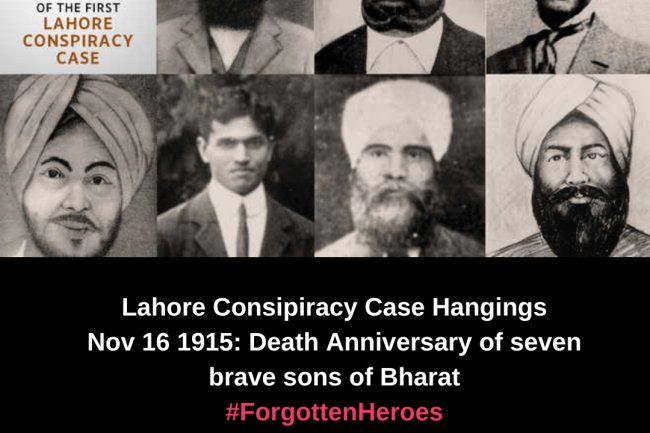 OF THE FIRST
LAHORE
CONSPIRACY
CASE
Lahore Consipiracy Case Hangings
Nov 16 1915: Death Anniversary of seven
brave sons of Bharat
#ForgottenHeroes